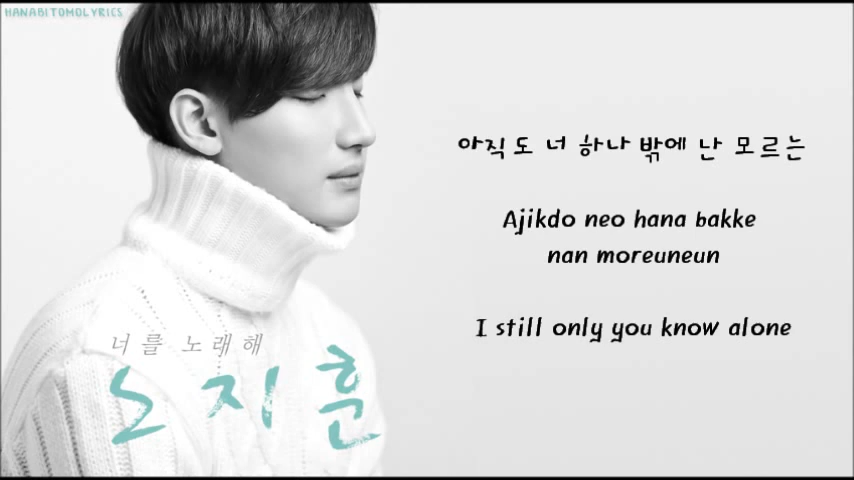 HANABITOMOLYRICS
아직도 너 하나 밖에 난 모르는
Ajikdo neo hana bakke
nan moreuneun
I still only you know alone
너를 노래해
노지훈